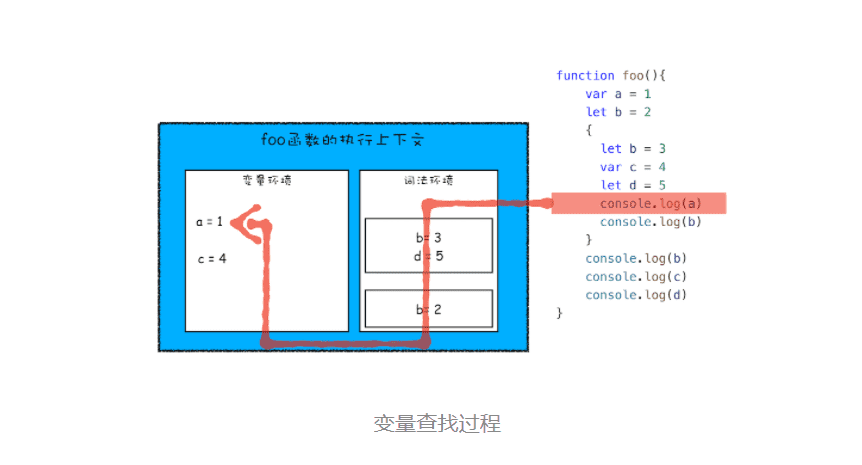 foo函数的执行上下文
变量环境
a = 1
c = 4
词法环境
b= 3
d = 5
b= 2
function foo(){
    var a = 1
    let b = 2
    {
      let b = 3
      var c = 4
      let d = 5
      console.log(a)
      console.log(b)
    }
    console.log(b)
    console.log(c)
    console.log(d)
}
变量查找过程